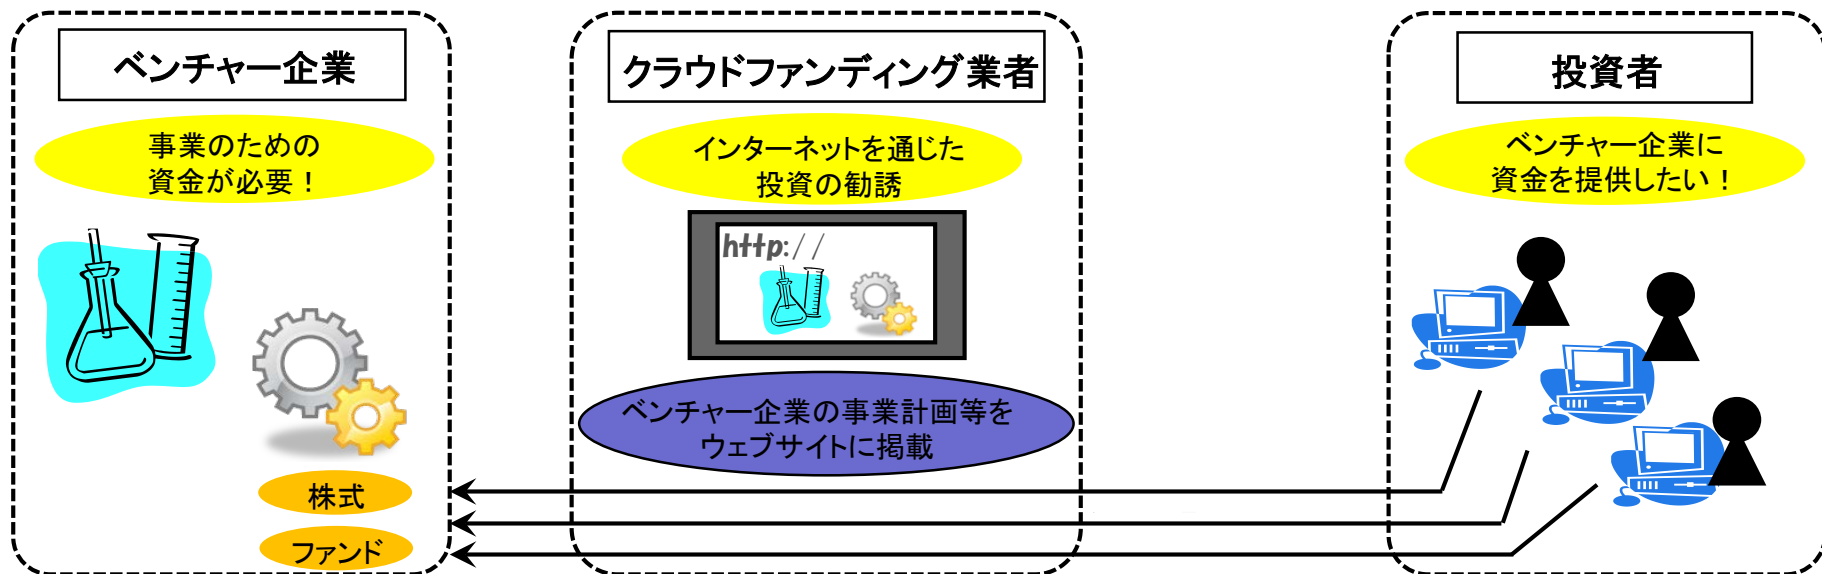 ベンチャー企業
事業のための
資金が必要！
株式
ファンド
クラウドファンディング業者
インターネットを通じた
投資の勧誘
http://
ベンチャー企業の事業計画等を
ウェブサイトに掲載
投資者
ベンチャー企業に
資金を提供したい！